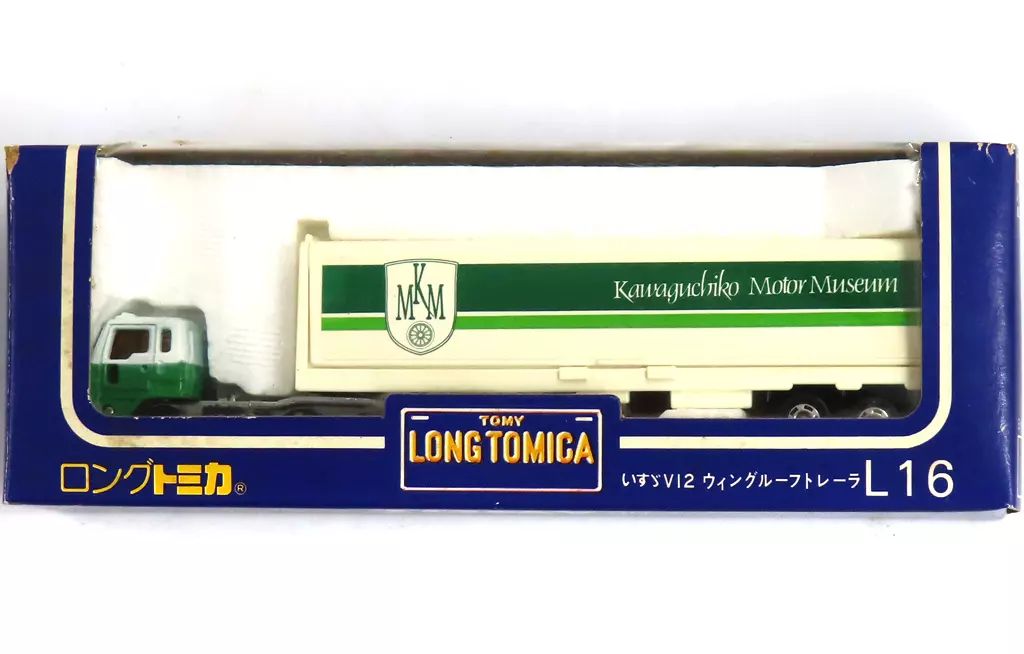 MKM
Kawaguchiko Motor Museum
TOMY
LONG TOMICA
ロングトミカ®
いすゞV12 ウィングルーフトレーラ L16